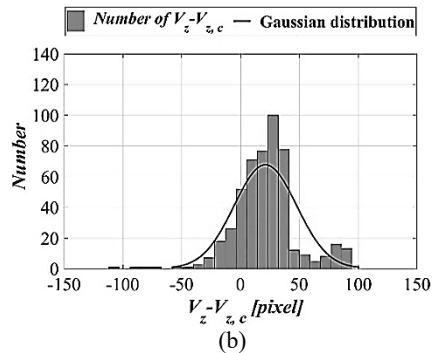 Number of V_z-V_z,c — Gaussian distribution
140
120
100
80
60
40
20
0
Number
-150 -100 -50 0 50 100 150
V_z-V_z,c [pixel]
(b)